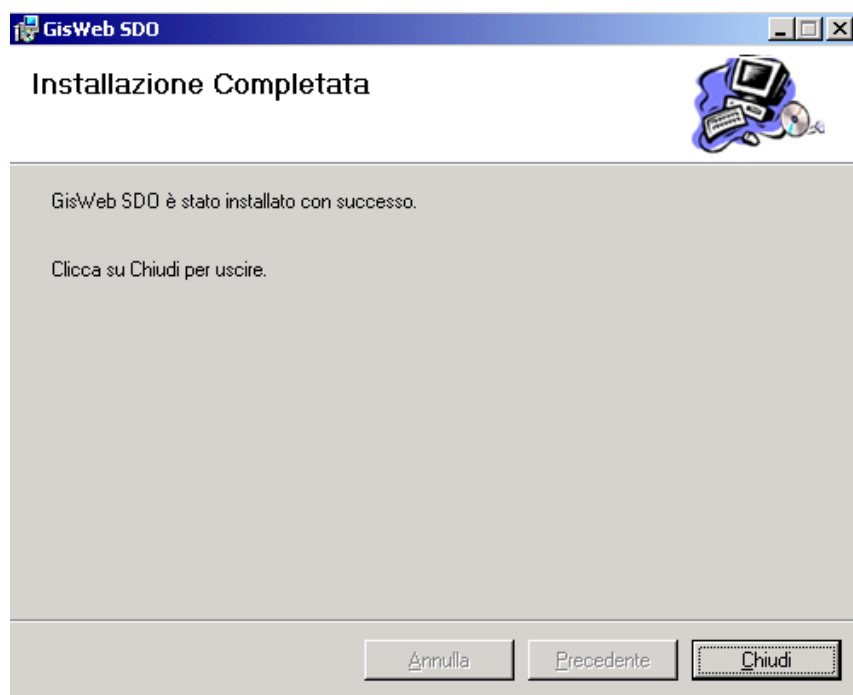 GisWeb SDO
Installazione Completata
GisWeb SDO è stato installato con successo.
Clicca su Chiudi per uscire.
Annulla
Precedente
Chiudi